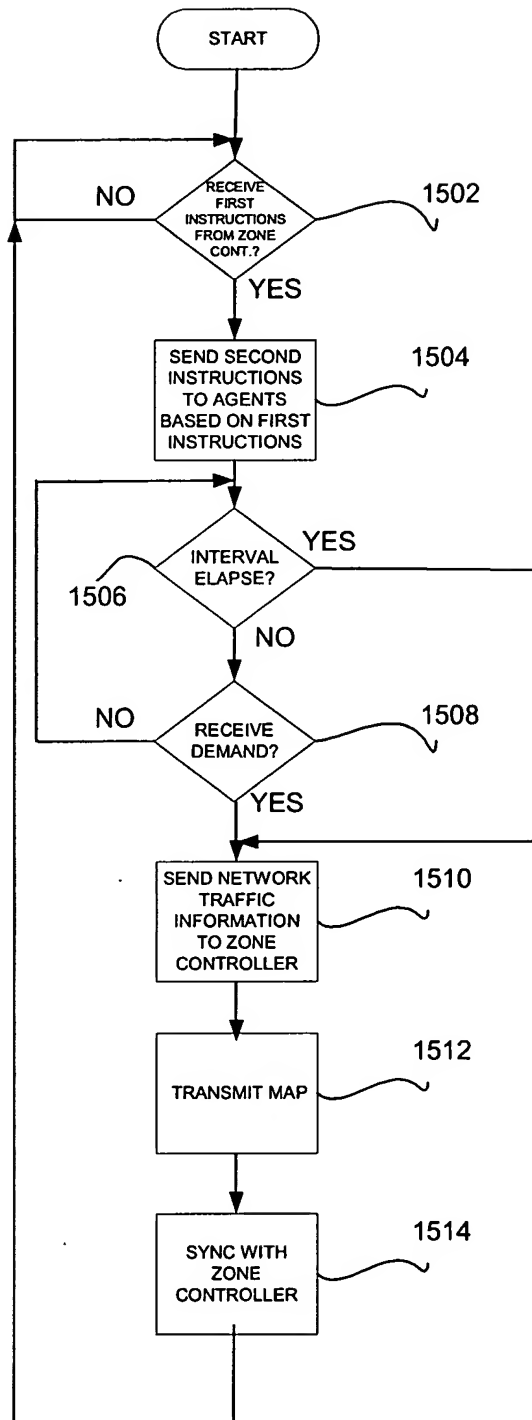 START
NO
RECEIVE
FIRST
INSTRUCTIONS
FROM ZONE
CONT.?
1502
YES
SEND SECOND
INSTRUCTIONS
TO AGENTS
BASED ON FIRST
INSTRUCTIONS
1504
INTERVAL
ELAPSE?
YES
1506
NO
NO
RECEIVE
DEMAND?
1508
YES
SEND NETWORK
TRAFFIC
INFORMATION
TO ZONE
CONTROLLER
1510
TRANSMIT MAP
1512
SYNC WITH
ZONE
CONTROLLER
1514